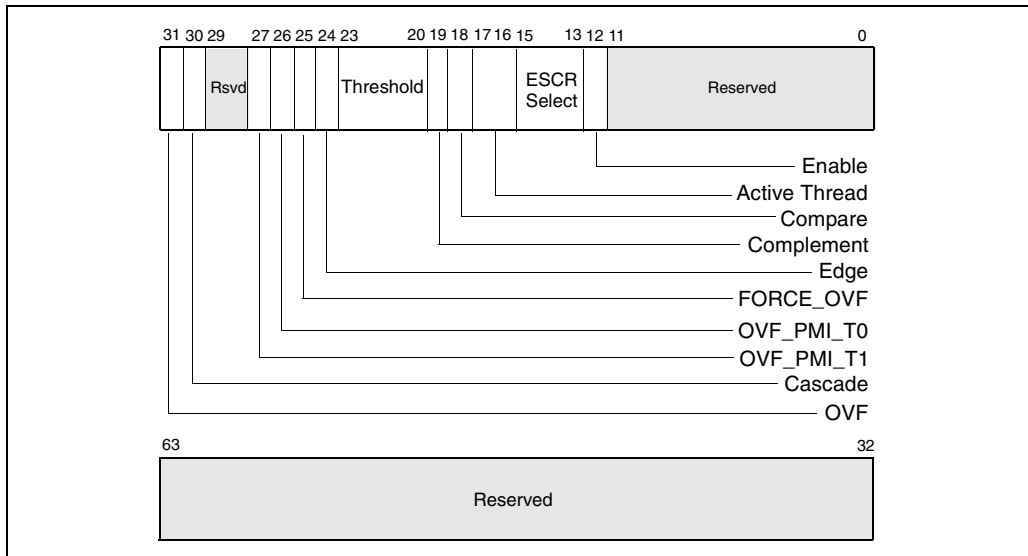 31 30 29 27 26 25 24 23 20 19 18 17 16 15 13 12 11 0
Rsvd Threshold ESCR Select Reserved
Enable
Active Thread
Compare
Complement
Edge
FORCE_OVF
OVF_PMI_T0
OVF_PMI_T1
Cascade
OVF
63 32
Reserved